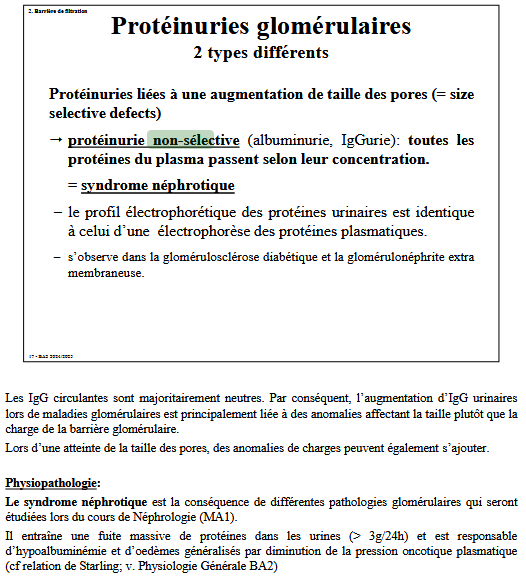 2. Barrière de filtration
Protéinuries glomérulaires
2 types différents
Protéinuries liées à une augmentation de taille des pores (= size
selective defects)
→ protéinurie non-sélective (albuminurie, IgGurie): toutes les
protéines du plasma passent selon leur concentration.
= syndrome néphrotique
– le profil électrophorétique des protéines urinaires est identique
à celui d’une électrophorèse des protéines plasmatiques.
– s’observe dans la glomérulosclérose diabétique et la glomérulonéphrite extra
membraneuse.
17 - BA2 2024/2025
Les IgG circulantes sont majoritairement neutres. Par conséquent, l’augmentation d’IgG urinaires
lors de maladies glomérulaires est principalement liée à des anomalies affectant la taille plutôt que la
charge de la barrière glomérulaire.
Lors d’une atteinte de la taille des pores, des anomalies de charges peuvent également s’ajouter.
Physiopathologie:
Le syndrome néphrotique est la conséquence de différentes pathologies glomérulaires qui seront
étudiées lors du cours de Néphrologie (MA1).
Il entraîne une fuite massive de protéines dans les urines (> 3g/24h) et est responsable
d’hypoalbuminémie et d’oedèmes généralisés par diminution de la pression oncotique plasmatique
(cf relation de Starling; v. Physiologie Générale BA2)